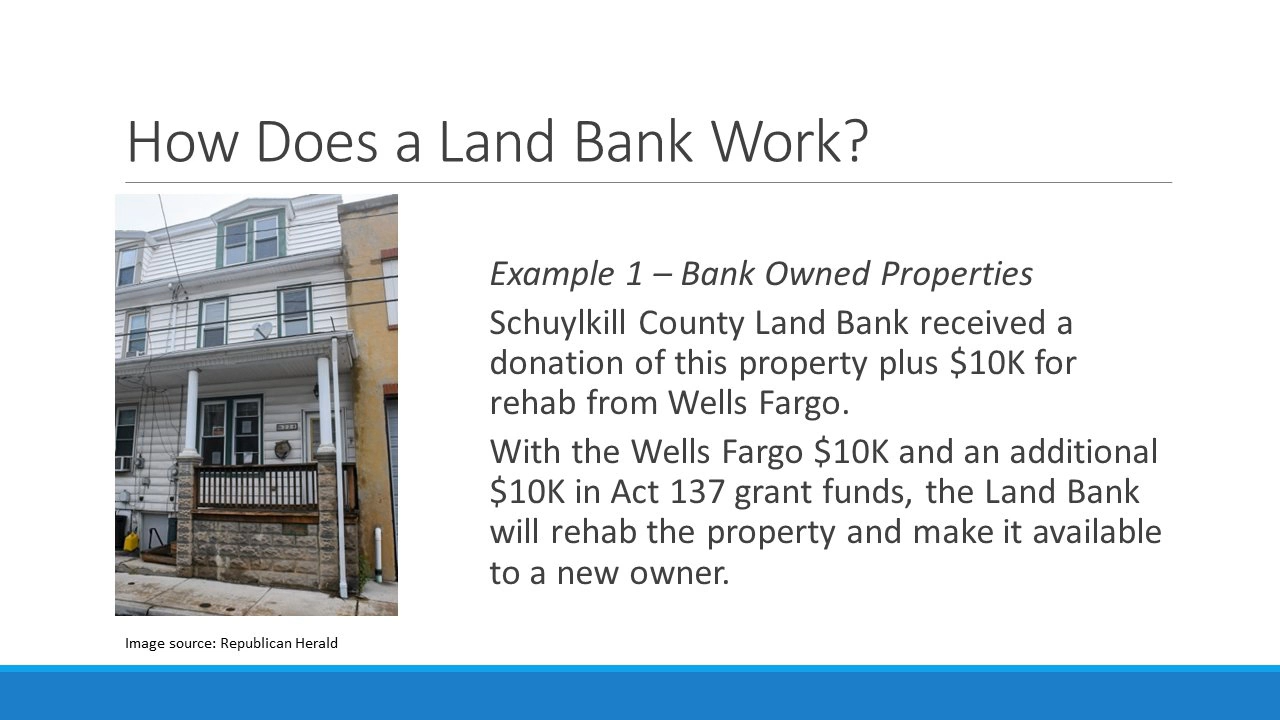 How Does a Land Bank Work?
Example 1 – Bank Owned Properties
Schuylkill County Land Bank received a
donation of this property plus $10K for
rehab from Wells Fargo.
With the Wells Fargo $10K and an additional
$10K in Act 137 grant funds, the Land Bank
will rehab the property and make it available
to a new owner.
Image source: Republican Herald